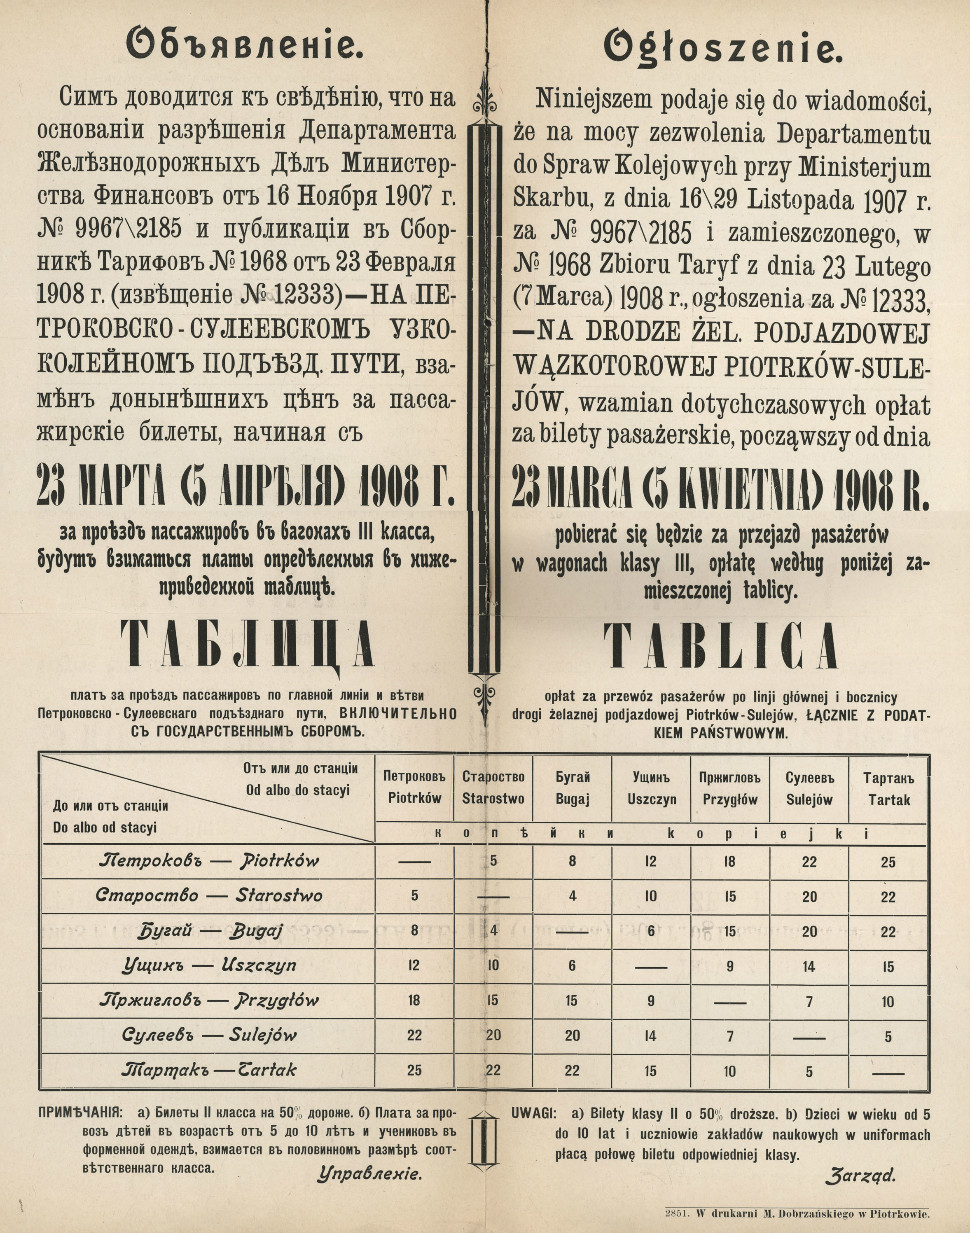 Объявленіе.
Симъ доводится къ свѣдѣнію, что на
основаніи разрѣшенія Департамента
Желѣзнодорожныхъ Дѣлъ Министер-
ства Финансовъ отъ 16 Ноября 1907 г.
№ 9967\2185 и публикаціи въ Сбор-
никѣ Тарифовъ № 1968 отъ 23 Февраля
1908 г. (извѣщеніе № 12333)—НА ПЕ-
ТРОКОВСКО-СУЛЕЕВСКОМЪ УЗКО-
КОЛЕЙНОМЪ ПОДЪѢЗД. ПУТИ, вза-
мѣнъ донынѣшнихъ цѣнъ за пасса-
жирскіе билеты, начиная съ
23 МАРТА (5 АПРѢЛЯ) 1908 Г.
за проѣздъ пассажировъ въ вагонахъ III класса,
будутъ взиматься платы опредѣленныя въ ниже-
приведенной таблицѣ.
ТАБЛИЦА
платъ за проѣздъ пассажировъ по главной линіи и вѣтви
Петроковско-Сулеевскаго подъѣзднаго пути, ВКЛЮЧИТЕЛЬНО
СЪ ГОСУДАРСТВЕННЫМЪ СБОРОМЪ.
Ogłoszenie.
Niniejszem podaje się do wiadomości,
że na mocy zezwolenia Departamentu
do Spraw Kolejowych przy Ministerjum
Skarbu, z dnia 16\29 Listopada 1907 r.
za № 9967\2185 i zamieszczonego, w
№ 1968 Zbioru Taryf z dnia 23 Lutego
(7 Marca) 1908 r., ogłoszenia za № 12333,
—NA DRODZE ŻEL. PODJAZDOWEJ
WĄZKOTOROWEJ PIOTRKÓW-SULE-
JÓW, wzamian dotychczasowych opłat
za bilety pasażerskie, począwszy od dnia
23 MARCA (5 KWIETNIA) 1908 R.
pobierać się będzie za przejazd pasażerów
w wagonach klasy III, opłatę według poniżej za-
mieszczonej tablicy.
TABLICA
opłat za przewóz pasażerów po linji głównej i bocznicy
drogi żelaznej podjazdowej Piotrków-Sulejów, ŁĄCZNIE Z PODAT-
KIEM PAŃSTWOWYM.
Отъ или до станціи
Od albo do stacyi
До или отъ станціи
Do albo od stacyi
Петроковъ Староство Бугай Ущинъ Пржигловъ Сулеевъ Тартакъ
Piotrków Starostwo Bugaj Uszczyn Przygłów Sulejów Tartak
копѣйки kopiejki
Петроковъ — Piotrków — 5 8 12 18 22 25
Староство — Starostwo 5 — 4 10 15 20 22
Бугай — Bugaj 8 4 — 6 15 20 22
Ущинъ — Uszczyn 12 10 6 — 9 14 15
Пржигловъ — Przygłów 18 15 15 9 — 7 10
Сулеевъ — Sulejów 22 20 20 14 7 — 5
Тартакъ — Tartak 25 22 22 15 10 5 —
ПРИМѢЧАНІЯ: а) Билеты II класса на 50% дороже. б) Плата за про-
возъ дѣтей въ возрастѣ отъ 5 до 10 лѣтъ и учениковъ въ
форменной одеждѣ, взимается въ половинномъ размѣрѣ соот-
вѣтственнаго класса.
Управленіе.
UWAGI: a) Bilety klasy II o 50% droższe. b) Dzieci w wieku od 5
do 10 lat i uczniowie zakładów naukowych w uniformach
płacą połowę biletu odpowiedniej klasy.
Zarząd.
2851. W drukarni M. Dobrzańskiego w Piotrkowie.